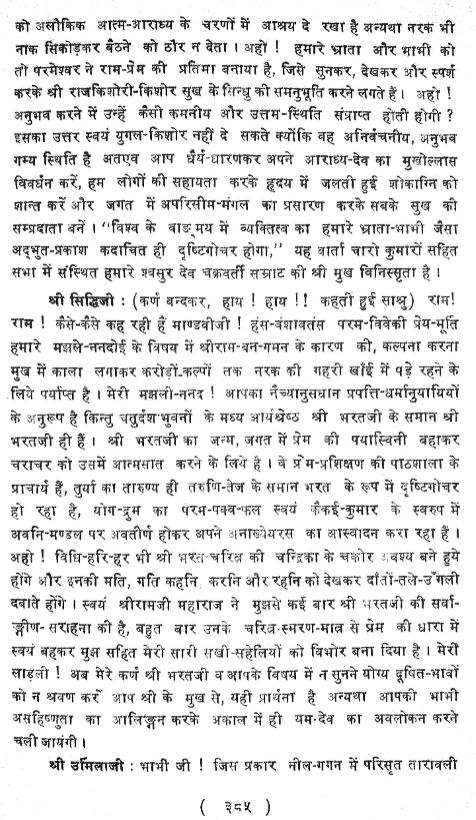 को अलौकिक आत्म-आराध्य के चरणों में आश्रय दे रखा है अन्यथा नरक भी
नाक सिकोड़कर बैठने को ठौर न देता । अहो ! हमारे भ्राता और भाभी को
तो परमेश्वर ने राम-प्रेम की प्रतिमा बनाया है, जिसे सुनकर, देखकर और स्पर्श
करके श्री राजकिशोरी-किशोर सुख के सिन्धु की समनुभूति करने लगते हैं । अहो !
अनुभव करने में उन्हें कैसी कमनीय और उत्तम-स्थिति संप्राप्त होती होगी ?
इसका उत्तर स्वयं युगल-किशोर नहीं दे सकते क्योंकि वह अनिर्वचनीय, अनुभव
गम्य स्थिति है अतएव आप धैर्य-धारणकर अपने आराध्य-देव का मुखोल्लास
विवर्धन करें, हम लोगों की सहायता करके हृदय में जलती हुई शोकाग्नि को
शान्त करें और जगत में अपरिसीम-मंगल का प्रसारण करके सबके सुख की
सम्प्रदाता बनें । "विश्व के वाङ्मय में व्यक्तित्व का हमारे भ्राता-भाभी जैसा
अद्भुत-प्रकाश कदाचित ही दृष्टिगोचर होगा," यह वार्ता चारो कुमारों सहित
सभा में संस्थित हमारे श्वसुर देव चक्रवर्ती सम्राट की श्री मुख विनिस्सृता है ।
श्री सिद्धिजी : (कर्ण बन्दकर, हाय ! हाय !! कहती हुई साश्रु) राम!
राम ! कैसे-कैसे कह रही हैं माण्डवीजी ! हंस-वंशावतंस परम-विवेकी प्रेय-मूर्ति
हमारे मझले-ननदोई के विषय में श्रीराम-बन-गमन के कारण की, कल्पना करना
मुख में काला लगाकर करोड़ों-कल्पों तक नरक की गहरी खाँई में पड़े रहने के
लिये पर्याप्त है । मेरी मझली-ननद ! आपका नैच्यानुसधान प्रपत्ति-धर्मानुयायियों
के अनुरूप है किन्तु चतुर्दश-भुवनों के मध्य आर्यश्रेष्ठ श्री भरतजी के समान श्री
भरतजी ही हैं । श्री भरतजी का जन्म, जगत में प्रेम की पयास्विनी बहाकर
चराचर को उसमें आत्मसात करने के लिये है । वे प्रेम-प्रशिक्षण की पाठशाला के
प्राचार्य हैं, तुर्या का तारुण्य ही तरुणि-तेज के समान भरत के रूप में दृष्टिगोचर
हो रहा है, योग-द्रुम का परम-पक्व-फल स्वयं कैकई-कुमार के स्वरूप में
अवनि-मण्डल पर अवतीर्ण होकर अपने अनाख्येयरस का आस्वादन करा रहा हैं ।
अहो ! विधि-हरि-हर भी श्री भरत-चरित्र की चन्द्रिका के चकोर अवश्य बने हुये
होंगे और इनकी मति, गति कहनि, करनि और रहनि को देखकर दाँतों-तले-उँगली
दवाते होंगे । स्वयं श्रीरामजी महाराज ने मुझसे कई बार श्री भरतजी की सर्वा-
ङ्गीण-सराहना की है, बहुत बार उनके चरित्र-स्मरण-मात्र से प्रेम की धारा में
स्वयं बहकर मुझ सहित मेरी सारी सखी-सहेलियों को विभोर बना दिया है । मेरी
लाड़ली ! अब मेरे कर्ण श्री भरतजी व आपके विषय में न सुनने योग्य दूषित-भावों
को न श्रवण करें आप श्री के मुख से, यही प्रार्थना है अन्यथा आपकी भाभी
असहिष्णुता का आलिङ्गन करके अकाल में ही यम-देव का अवलोकन करने
चली जायंगी ।
श्री उर्मिलाजी : भाभी जी ! जिस प्रकार नील-गगन में परिसृत तारावली
( ३८५ )